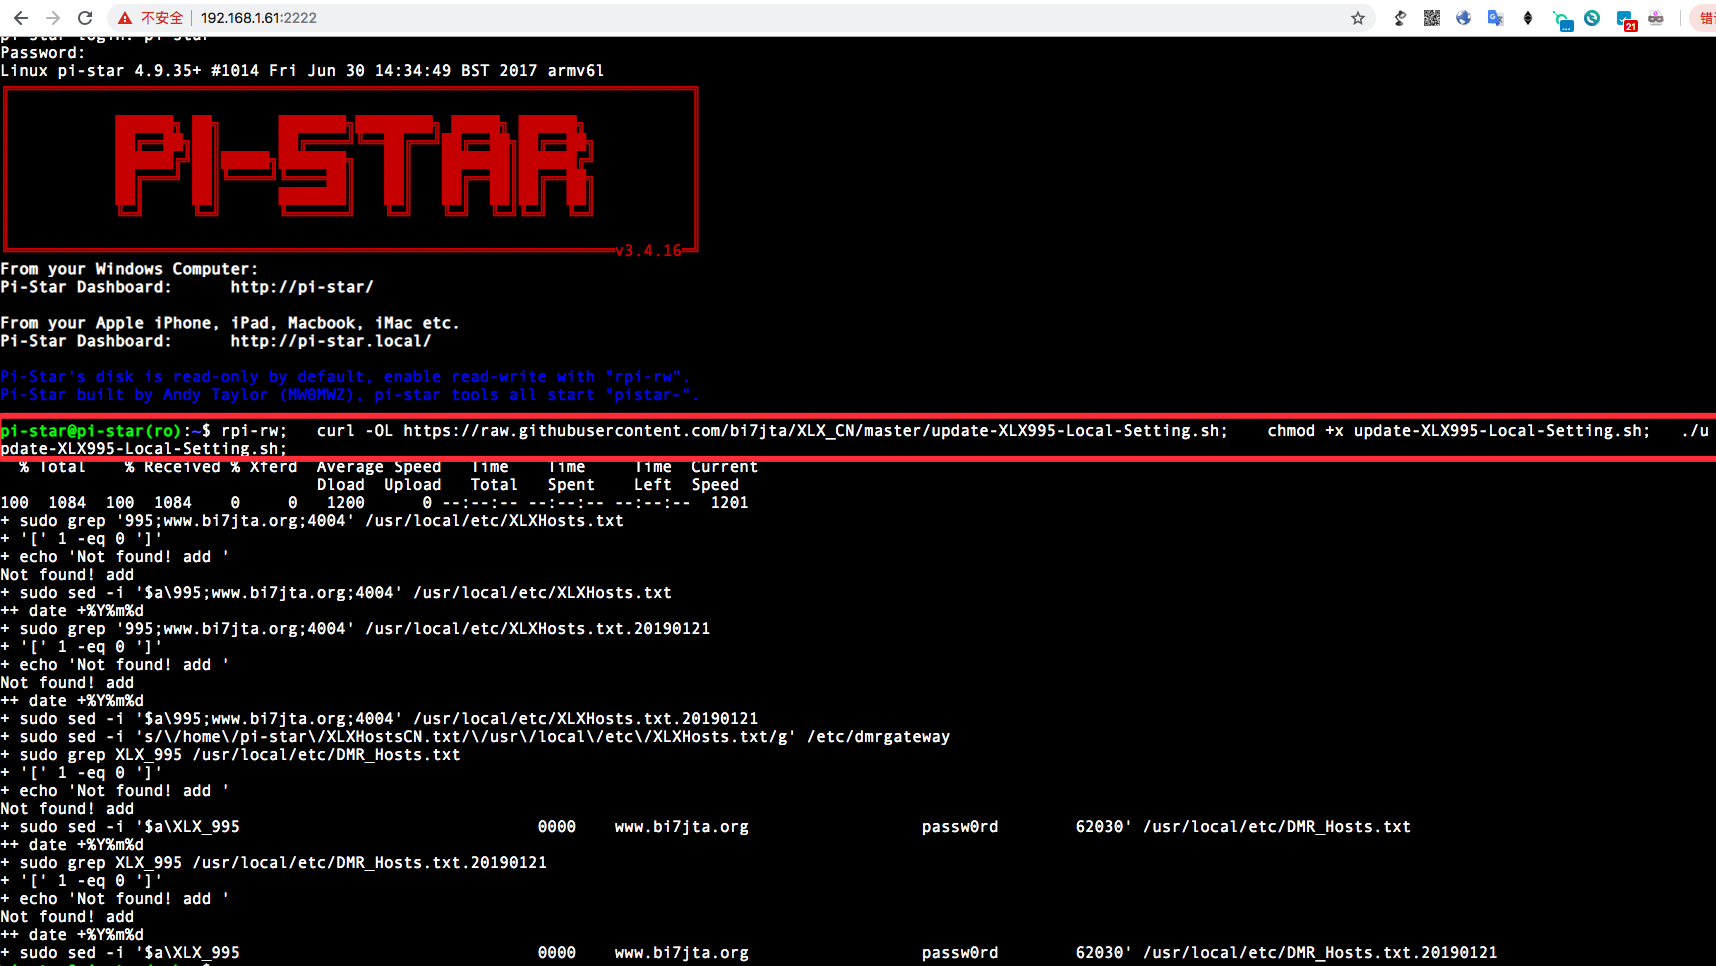 不安全 192.168.1.61:2222
21
错
pi-star login: pi-star
Password:
Linux pi-star 4.9.35+ #1014 Fri Jun 30 14:34:49 BST 2017 armv6l
PI-STAR
v3.4.16
From your Windows Computer:
Pi-Star Dashboard:      http://pi-star/
From your Apple iPhone, iPad, Macbook, iMac etc.
Pi-Star Dashboard:      http://pi-star.local/
Pi-Star's disk is read-only by default, enable read-write with "rpi-rw".
Pi-Star built by Andy Taylor (MW0MWZ), pi-star tools all start "pistar-".
pi-star@pi-star(ro):~$ rpi-rw;   curl -OL https://raw.githubusercontent.com/bi7jta/XLX_CN/master/update-XLX995-Local-Setting.sh;    chmod +x update-XLX995-Local-Setting.sh;   ./u
pdate-XLX995-Local-Setting.sh;
  % Total    % Received % Xferd  Average Speed   Time    Time     Time  Current
                                 Dload  Upload   Total   Spent    Left  Speed
100  1084  100  1084    0     0   1200      0 --:--:-- --:--:-- --:--:--  1201
+ sudo grep '995;www.bi7jta.org;4004' /usr/local/etc/XLXHosts.txt
+ '[' 1 -eq 0 ']'
+ echo 'Not found! add '
Not found! add
+ sudo sed -i '$a\995;www.bi7jta.org;4004' /usr/local/etc/XLXHosts.txt
++ date +%Y%m%d
+ sudo grep '995;www.bi7jta.org;4004' /usr/local/etc/XLXHosts.txt.20190121
+ '[' 1 -eq 0 ']'
+ echo 'Not found! add '
Not found! add
++ date +%Y%m%d
+ sudo sed -i '$a\995;www.bi7jta.org;4004' /usr/local/etc/XLXHosts.txt.20190121
+ sudo sed -i 's/\/home\/pi-star\/XLXHostsCN.txt/\/usr\/local\/etc\/XLXHosts.txt/g' /etc/dmrgateway
+ sudo grep XLX_995 /usr/local/etc/DMR_Hosts.txt
+ '[' 1 -eq 0 ']'
+ echo 'Not found! add '
Not found! add
+ sudo sed -i '$a\XLX_995                               0000    www.bi7jta.org                  passw0rd        62030' /usr/local/etc/DMR_Hosts.txt
++ date +%Y%m%d
+ sudo grep XLX_995 /usr/local/etc/DMR_Hosts.txt.20190121
+ '[' 1 -eq 0 ']'
+ echo 'Not found! add '
Not found! add
++ date +%Y%m%d
+ sudo sed -i '$a\XLX_995                               0000    www.bi7jta.org                  passw0rd        62030' /usr/local/etc/DMR_Hosts.txt.20190121